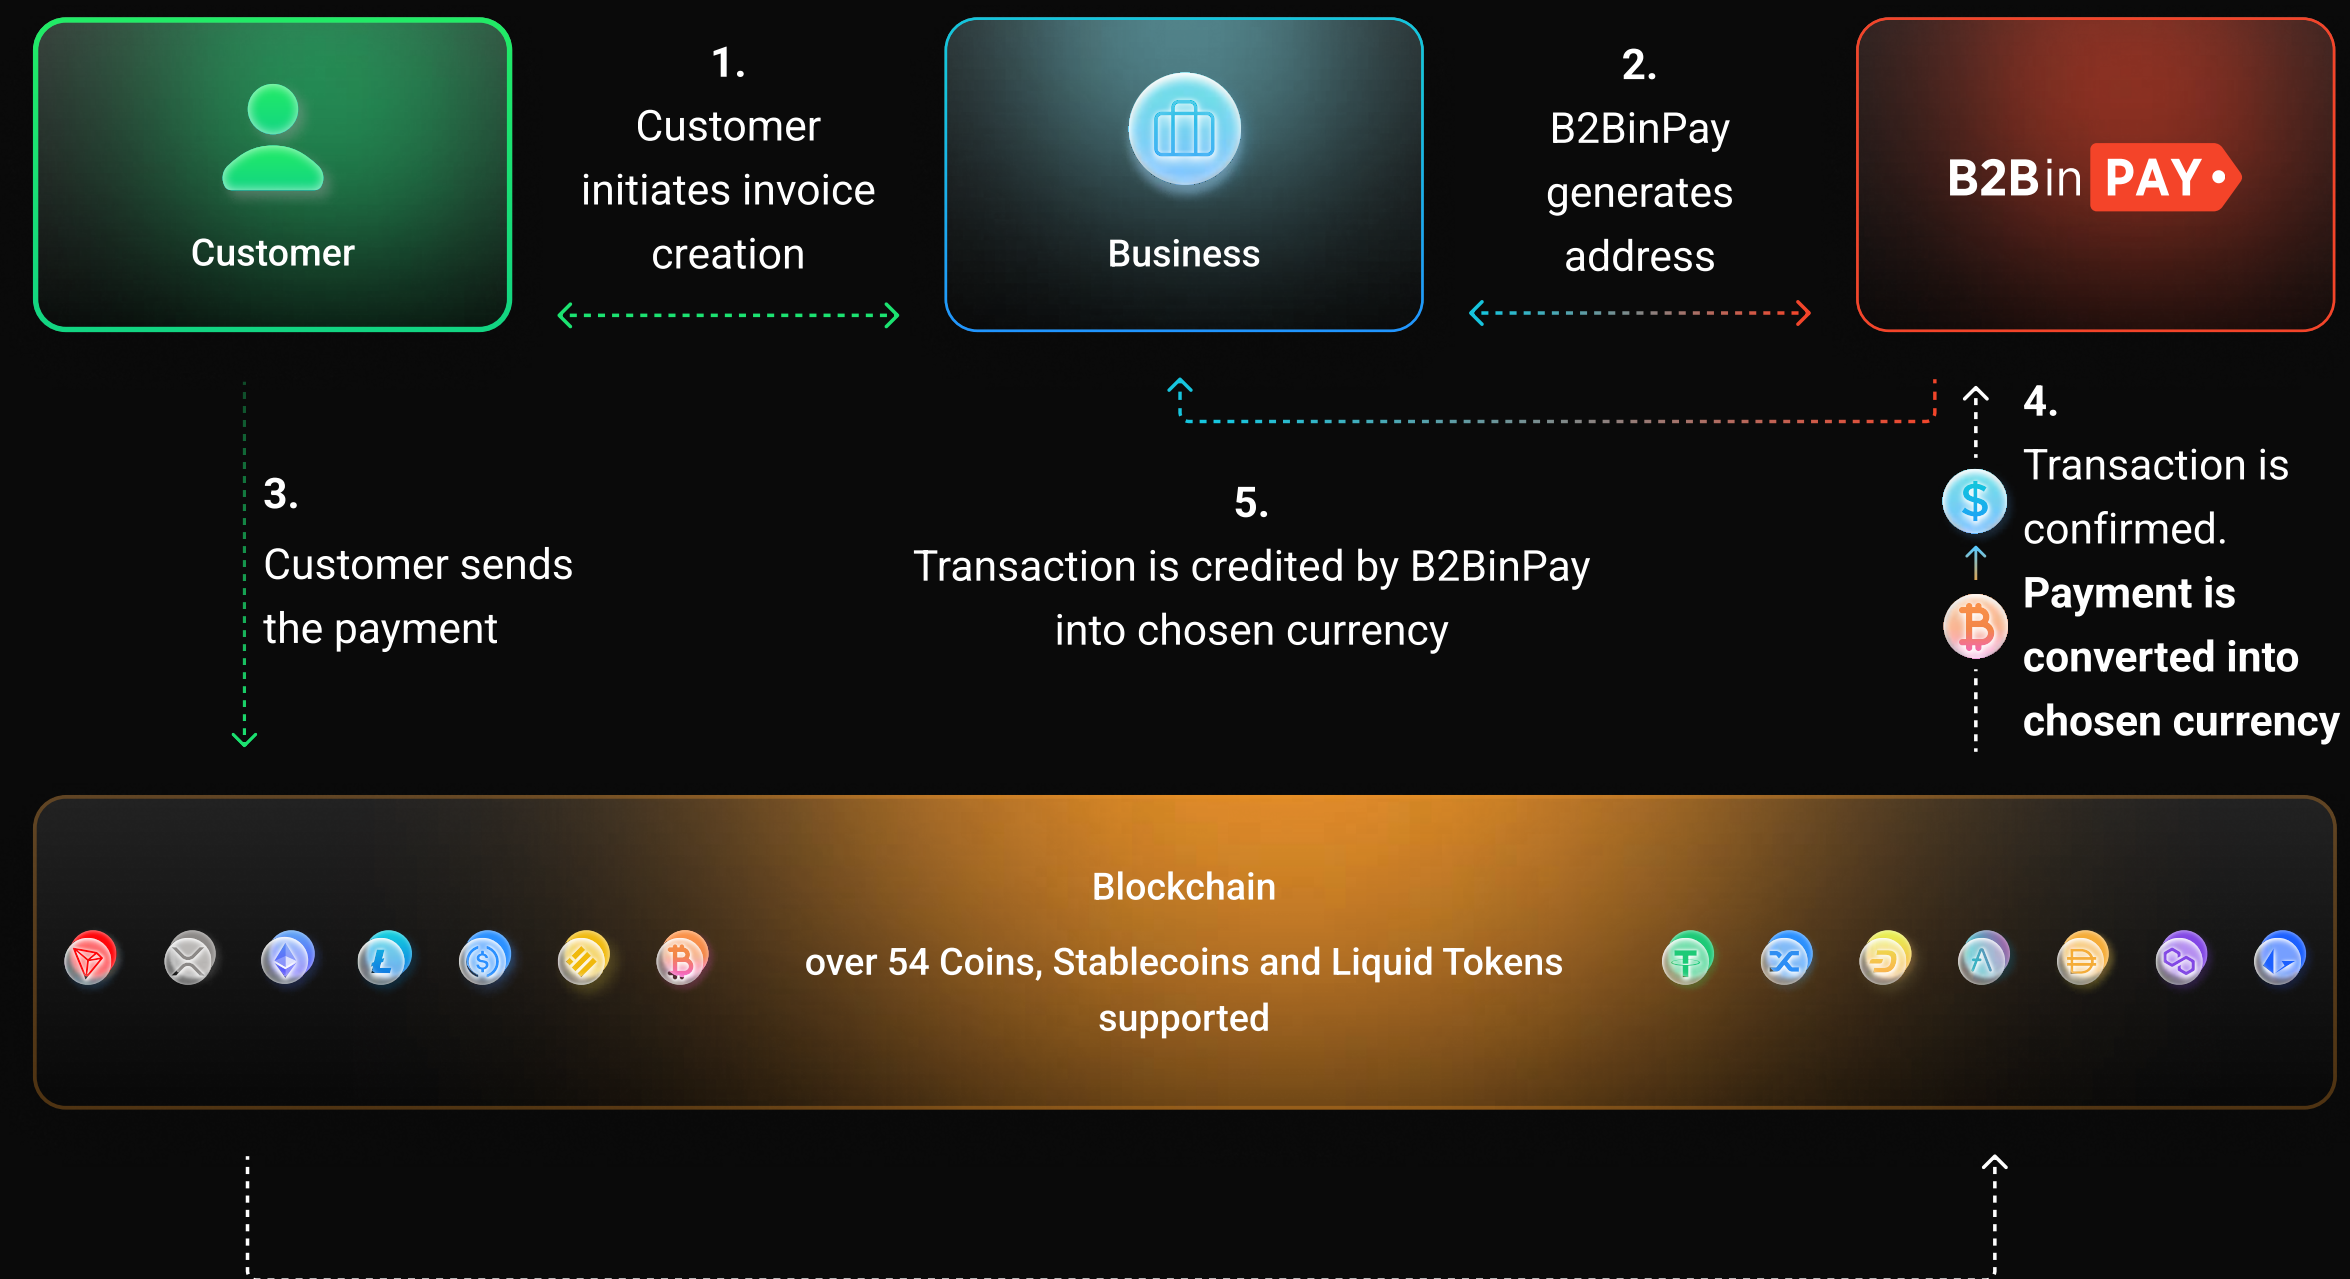 Customer
1.
Customer
initiates invoice
creation
Business
2.
B2BinPay
generates
address
B2BinPAY
3.
Customer sends
the payment
5.
Transaction is credited by B2BinPay
into chosen currency
4.
Transaction is
confirmed.
Payment is
converted into
chosen currency
Blockchain
over 54 Coins, Stablecoins and Liquid Tokens
supported